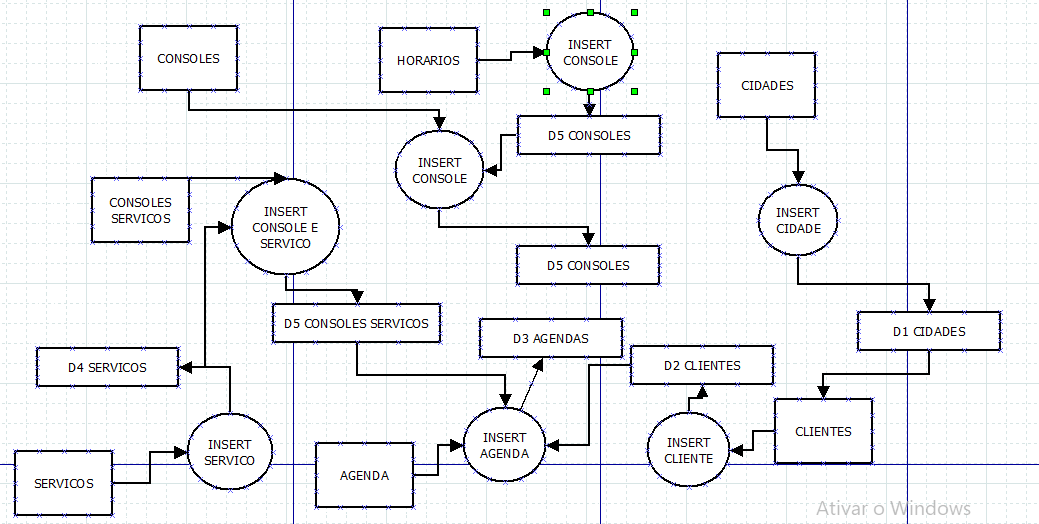 CONSOLES
HORARIOS
INSERT
CONSOLE
CIDADES
D5 CONSOLES
INSERT
CONSOLE
CONSOLES
SERVICOS
INSERT
CONSOLE E
SERVICO
INSERT
CIDADE
D5 CONSOLES
D5 CONSOLES SERVICOS
D3 AGENDAS
D1 CIDADES
D4 SERVICOS
D2 CLIENTES
INSERT
SERVICO
INSERT
AGENDA
INSERT
CLIENTE
CLIENTES
SERVICOS
AGENDA
Ativar o Windows